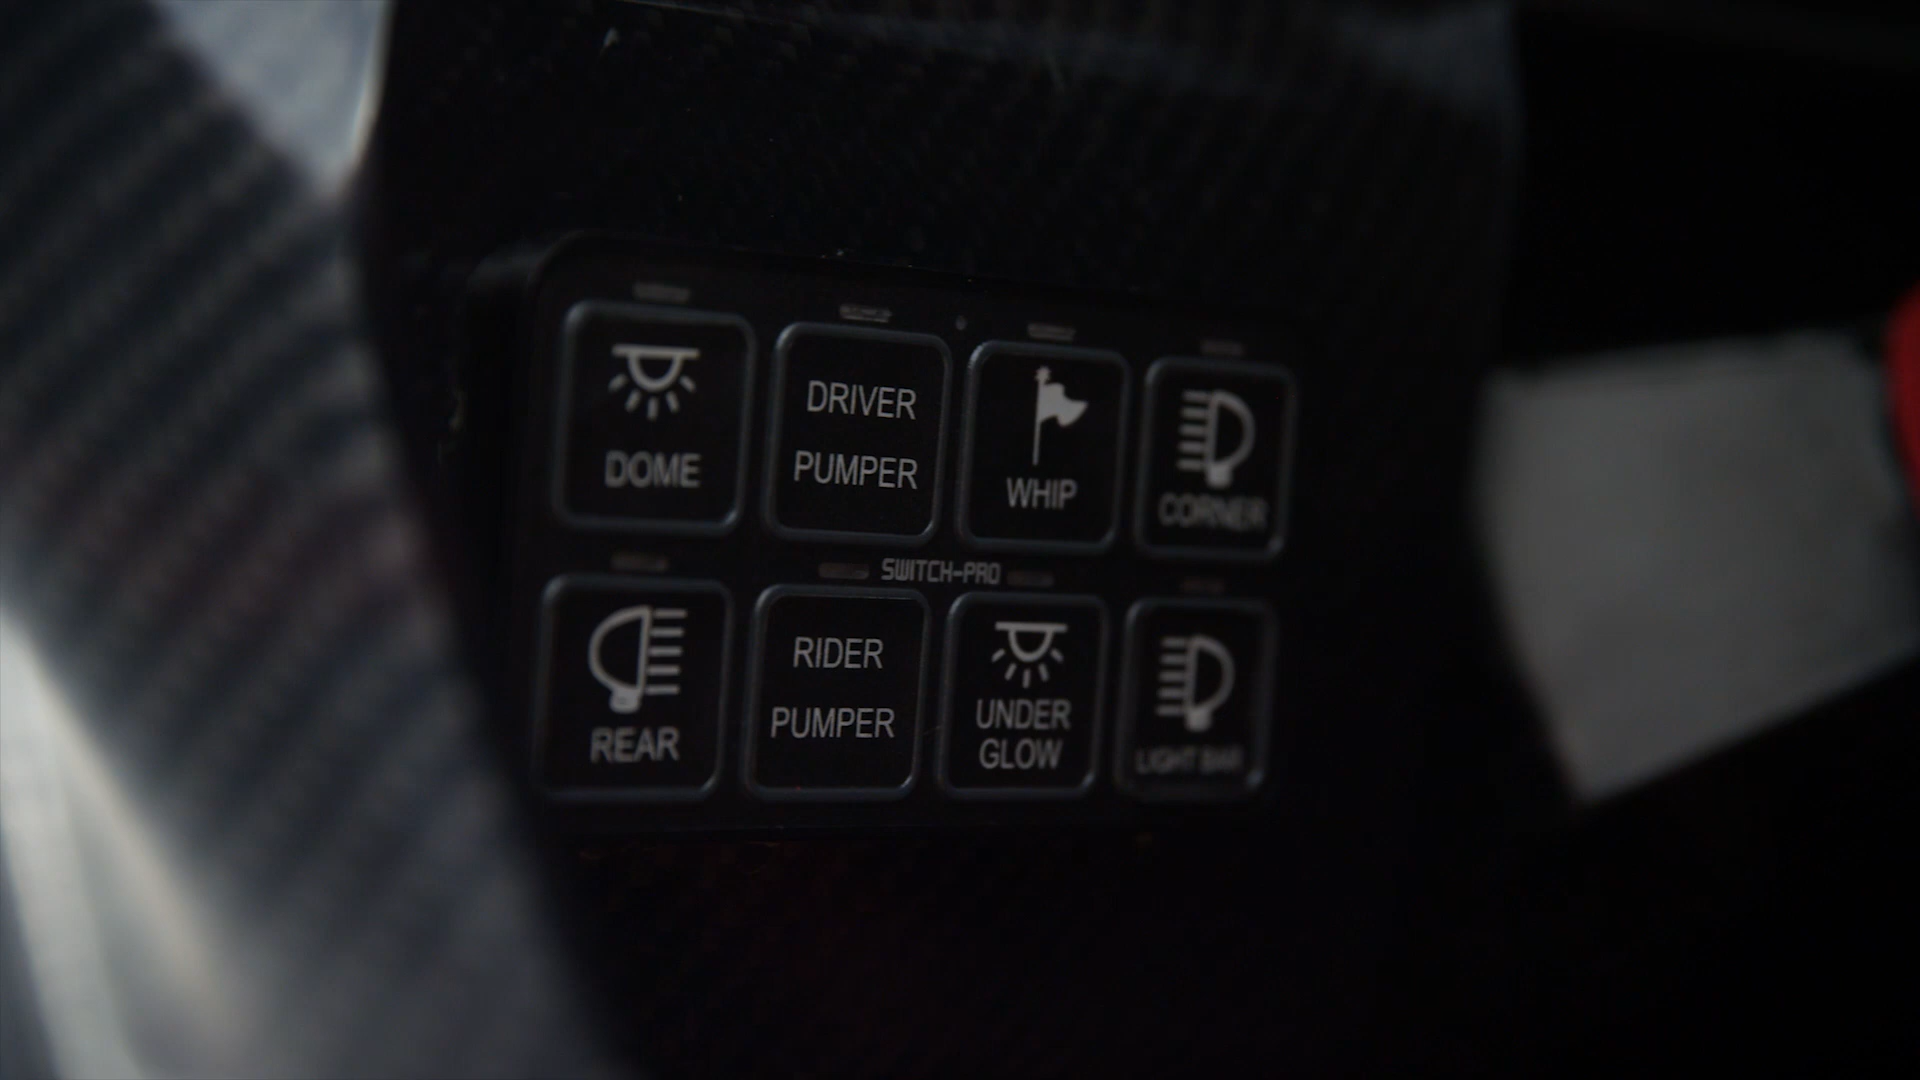 DOME
DRIVER
PUMPER
WHIP
CORNER
SWITCH-PRO
REAR
RIDER
PUMPER
UNDER
GLOW
LIGHT BAR